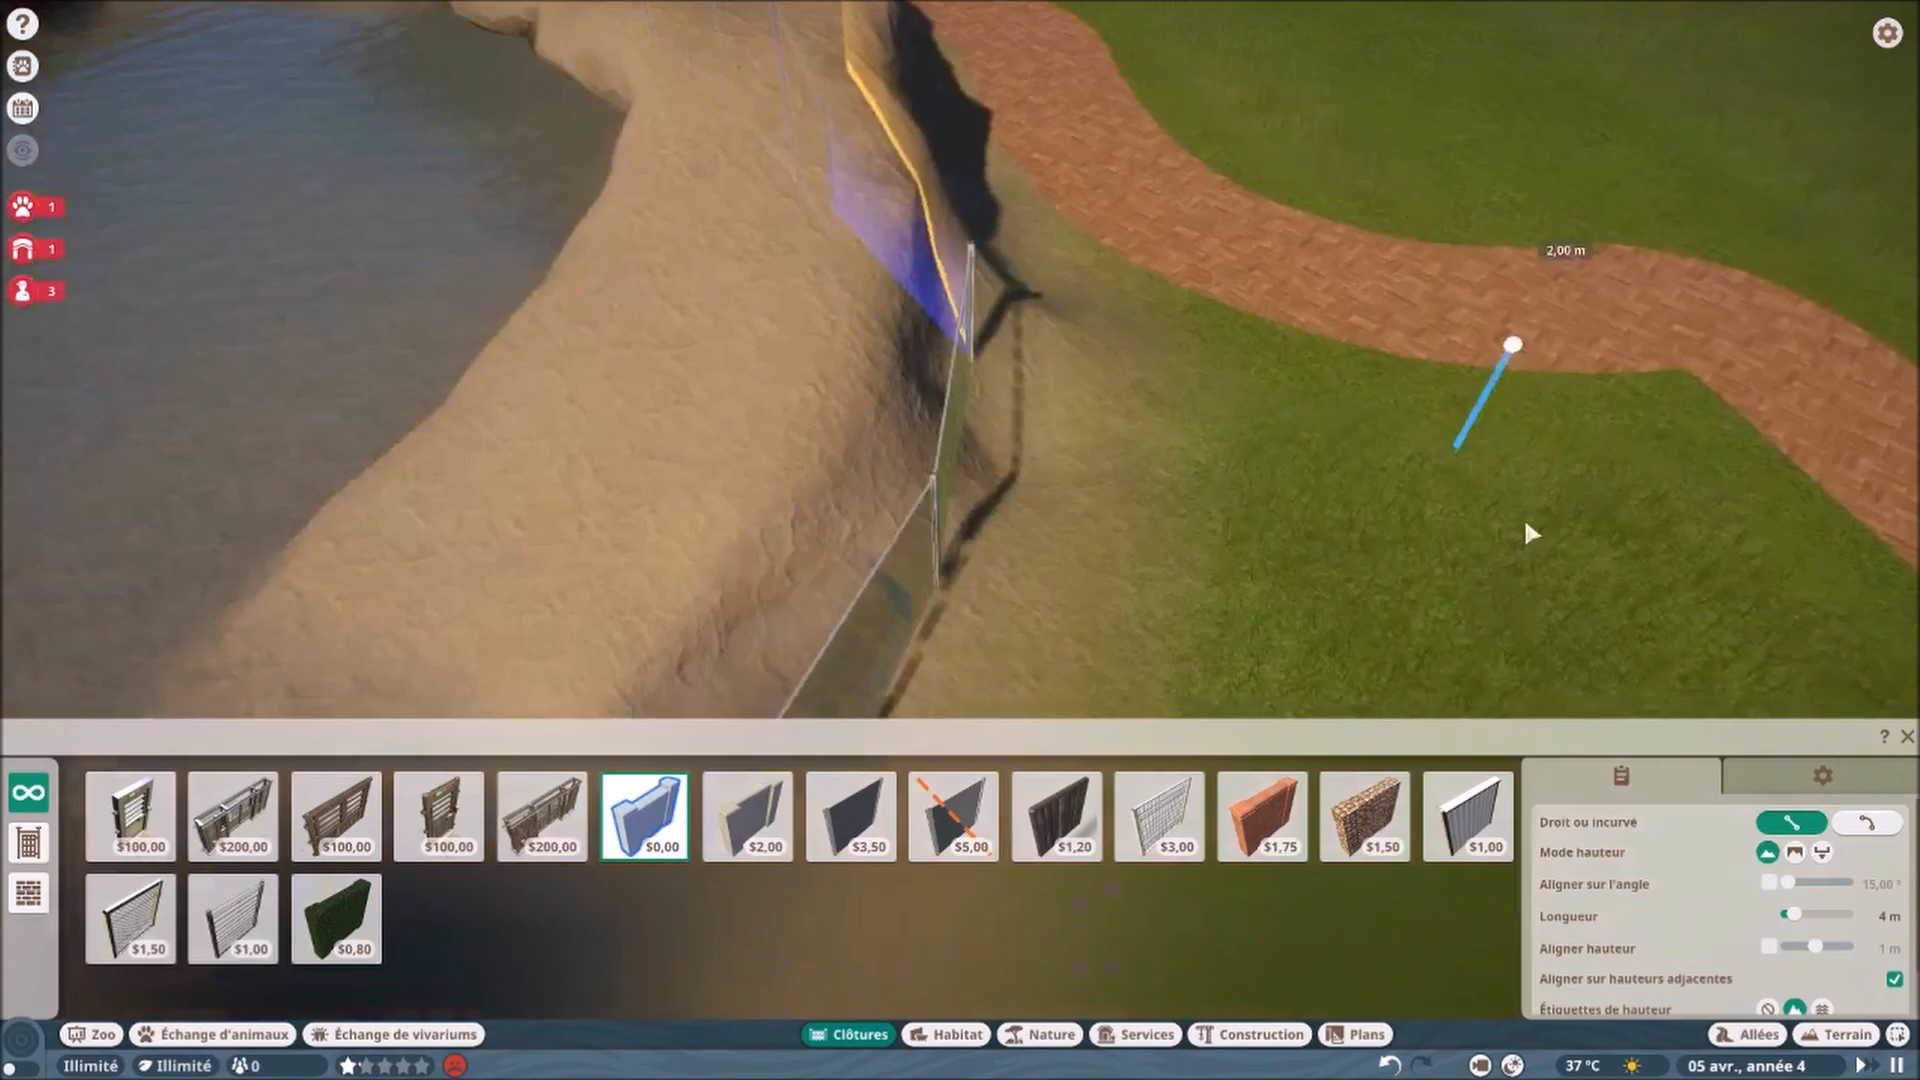 ?
1
1
3
2,00 m
?
$100,00 $200,00 $100,00 $100,00 $200,00 $0,00 $2,00 $3,50 $5,00 $1,20 $3,00 $1,75 $1,50 $1,00
$1,50 $1,00 $0,80
Droit ou incurvé
Mode hauteur
Aligner sur l'angle 15,00 °
Longueur 4 m
Aligner hauteur 1 m
Aligner sur hauteurs adjacentes
Étiquettes de hauteur
Zoo Échange d'animaux Échange de vivariums Clôtures Habitat Nature Services Construction Plans Allées Terrain
Illimité Illimité 0 37 °C 05 avr., année 4